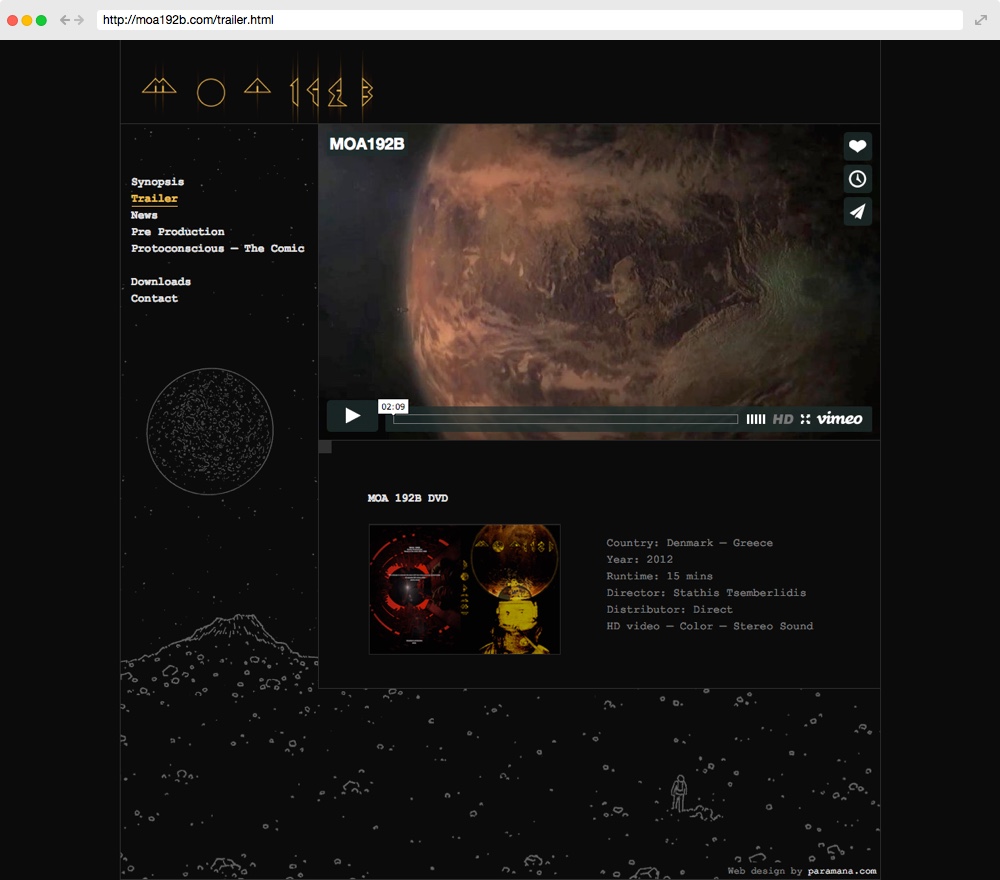 http://moa192b.com/trailer.html
MOA192B
MOA192B
Synopsis
Trailer
News
Pre Production
Protoconscious — The Comic
Downloads
Contact
02:09
HD
vimeo
MOA 192B DVD
Country: Denmark — Greece
Year: 2012
Runtime: 15 mins
Director: Stathis Tsemberlidis
Distributor: Direct
HD video — Color — Stereo Sound
Web design by paramana.com